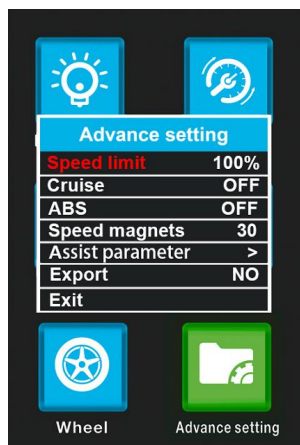 Advance setting
Speed limit 100%
Cruise OFF
ABS OFF
Speed magnets 30
Assist parameter >
Export NO
Exit
Wheel Advance setting